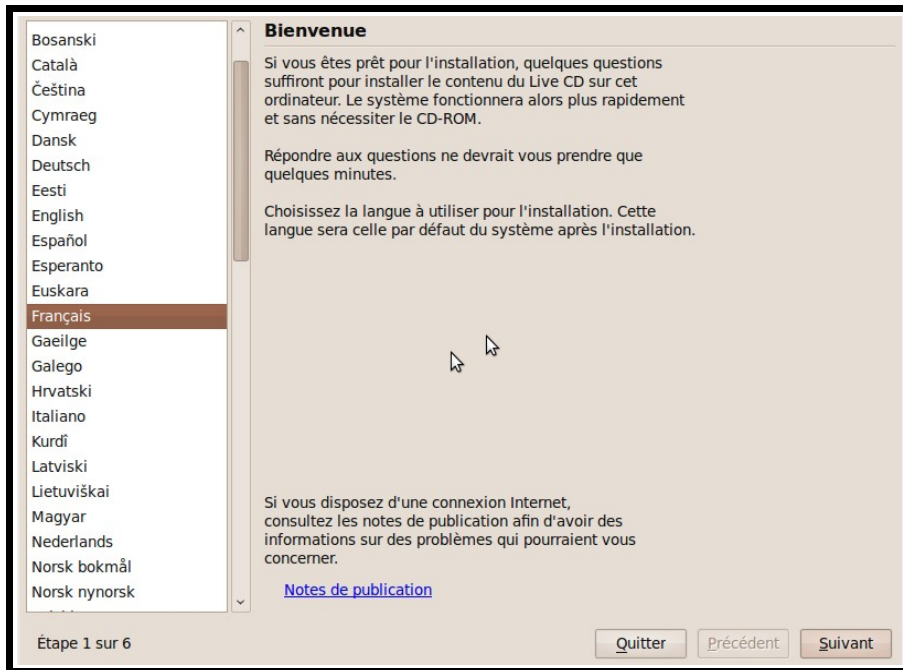 Bosanski
Català
Čeština
Cymraeg
Dansk
Deutsch
Eesti
English
Español
Esperanto
Euskara
Français
Gaeilge
Galego
Hrvatski
Italiano
Kurdî
Latviski
Lietuviškai
Magyar
Nederlands
Norsk bokmål
Norsk nynorsk
Bienvenue
Si vous êtes prêt pour l'installation, quelques questions
suffiront pour installer le contenu du Live CD sur cet
ordinateur. Le système fonctionnera alors plus rapidement
et sans nécessiter le CD-ROM.
Répondre aux questions ne devrait vous prendre que
quelques minutes.
Choisissez la langue à utiliser pour l'installation. Cette
langue sera celle par défaut du système après l'installation.
Si vous disposez d'une connexion Internet,
consultez les notes de publication afin d'avoir des
informations sur des problèmes qui pourraient vous
concerner.
Notes de publication
Étape 1 sur 6
Quitter
Précédent
Suivant